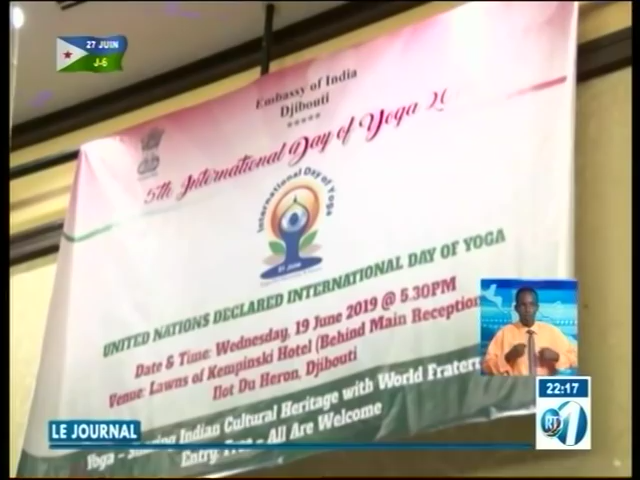 27 JUIN
J-6
Embassy of India
Djibouti
*****
5th International Day of Yoga
International Day of Yoga
21 JUNE
UNITED NATIONS DECLARED INTERNATIONAL DAY OF YOGA
Date & Time: Wednesday, 19 June 2019 @ 5.30PM
Venue: Lawns of Kempinski Hotel (Behind Main Reception
Ilot Du Heron, Djibouti
Yoga – Indian Cultural Heritage with World
Entry: – All Are Welcome
LE JOURNAL
22:17
RT
1